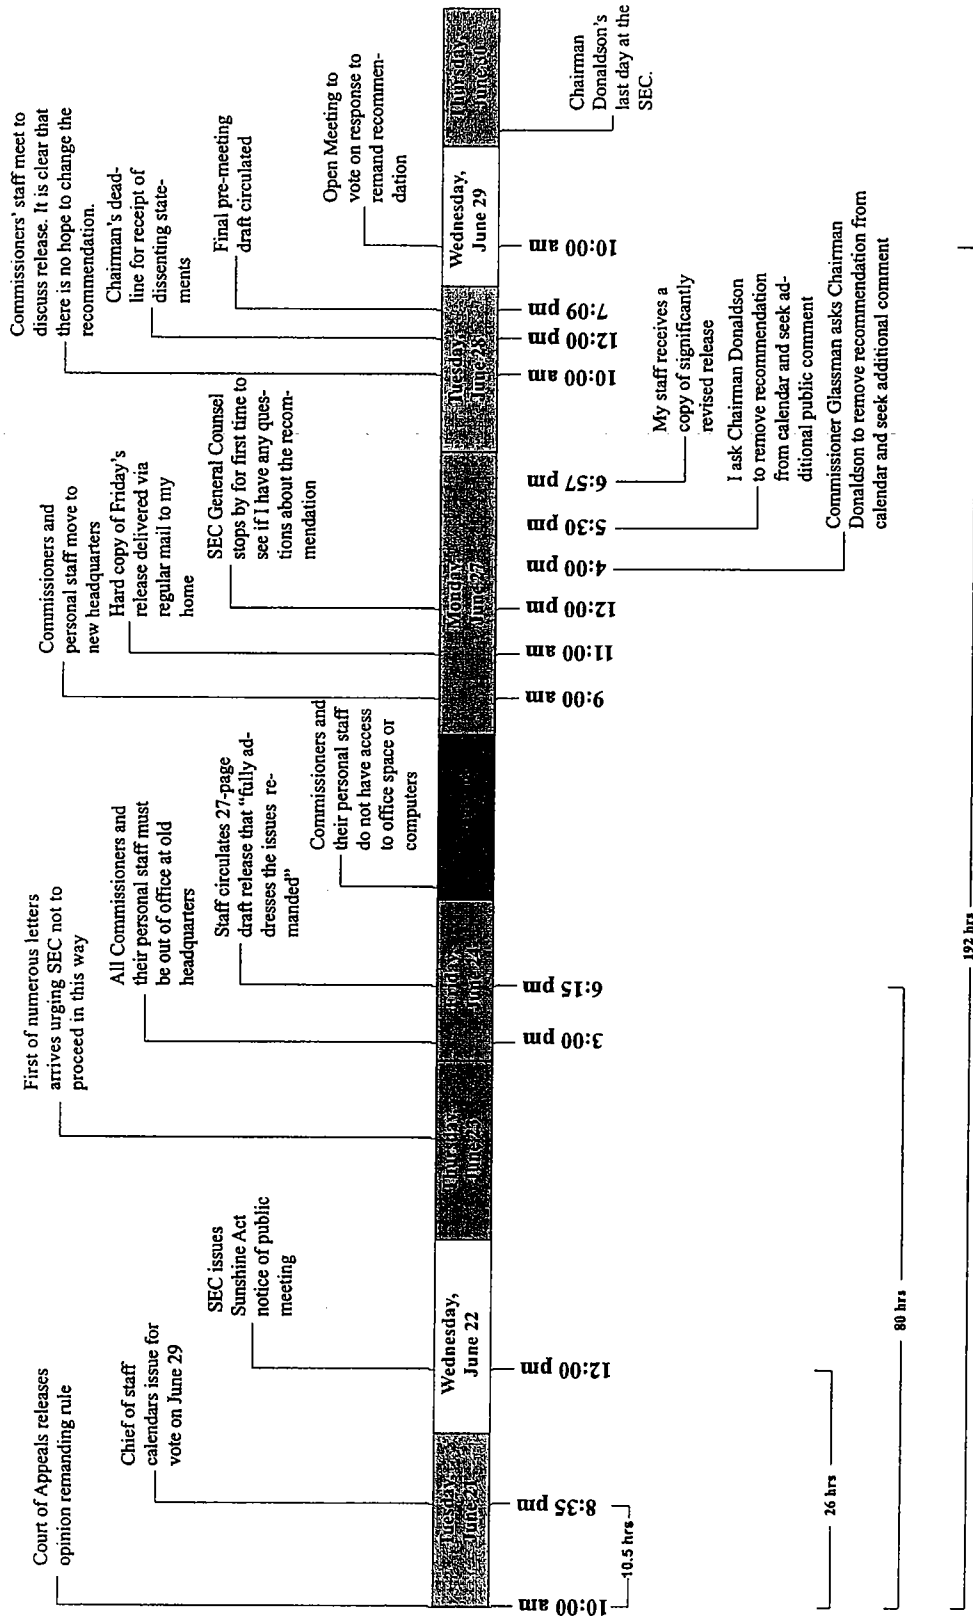 Court of Appeals releases
opinion remanding rule
Chief of staff
calendars issue for
vote on June 29
SEC issues
Sunshine Act
notice of public
meeting
First of numerous letters
arrives urging SEC not to
proceed in this way
All Commissioners and
their personal staff must
be out of office at old
headquarters
Staff circulates 27-page
draft release that “fully ad-
dresses the issues re-
manded”
Commissioners and
their personal staff
do not have access
to office space or
computers
Commissioners and
personal staff move to
new headquarters
Hard copy of Friday's
release delivered via
regular mail to my
home
SEC General Counsel
stops by for first time to
see if I have any ques-
tions about the recom-
mendation
Commissioners' staff meet to
discuss release. It is clear that
there is no hope to change the
recommendation.
Chairman's dead-
line for receipt of
dissenting state-
ments
Final pre-meeting
draft circulated
Open Meeting to
vote on response to
remand recommen-
dation
Tuesday,
June 21
Wednesday,
June 22
Thursday,
June 23
Friday,
June 24
Monday,
June 27
Tuesday,
June 28
Wednesday,
June 29
Thursday,
June 30
10:00 am
8:35 pm
12:00 pm
3:00 pm
6:15 pm
9:00 am
11:00 am
12:00 pm
4:00 pm
5:30 pm
6:57 pm
10:00 am
12:00 pm
7:09 pm
10:00 am
Chairman
Donaldson's
last day at the
SEC.
My staff receives a
copy of significantly
revised release
I ask Chairman Donaldson
to remove recommendation
from calendar and seek ad-
ditional public comment
Commissioner Glassman asks Chairman
Donaldson to remove recommendation from
calendar and seek additional comment
10.5 hrs
26 hrs
80 hrs
192 hrs